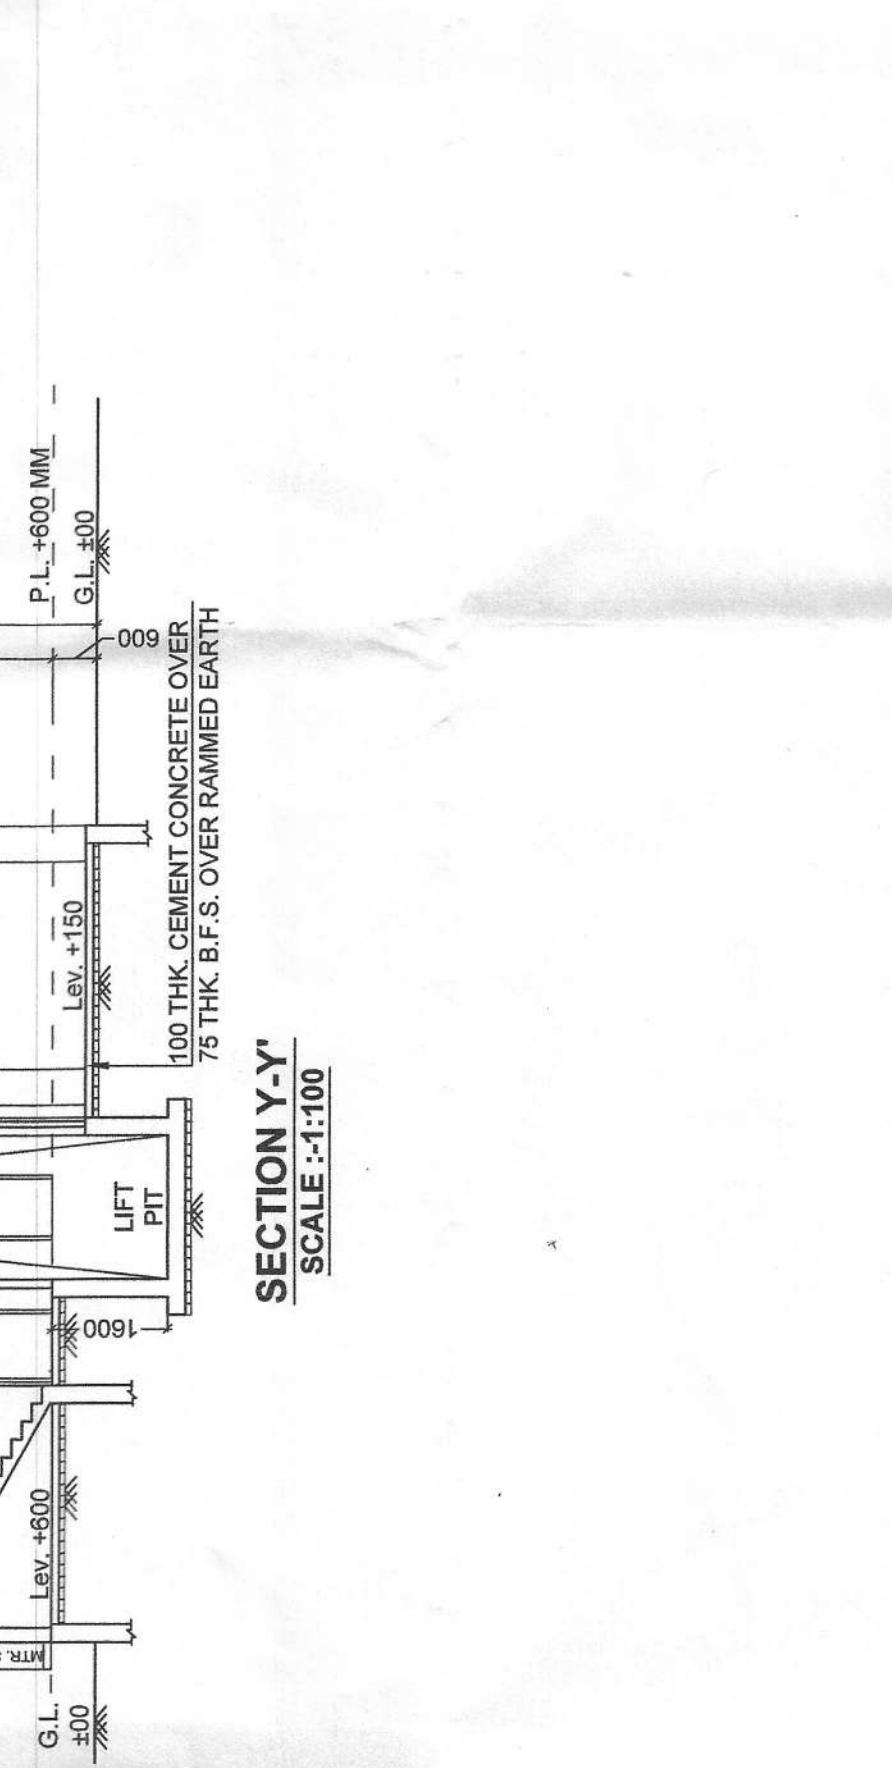 P.L. +600 MM
G.L. ±00
600
Lev. +150
100 THK. CEMENT CONCRETE OVER
75 THK. B.F.S. OVER RAMMED EARTH
LIFT
PIT
1600
Lev. +600
MTR.
G.L.
±00
SECTION Y-Y'
SCALE :-1:100